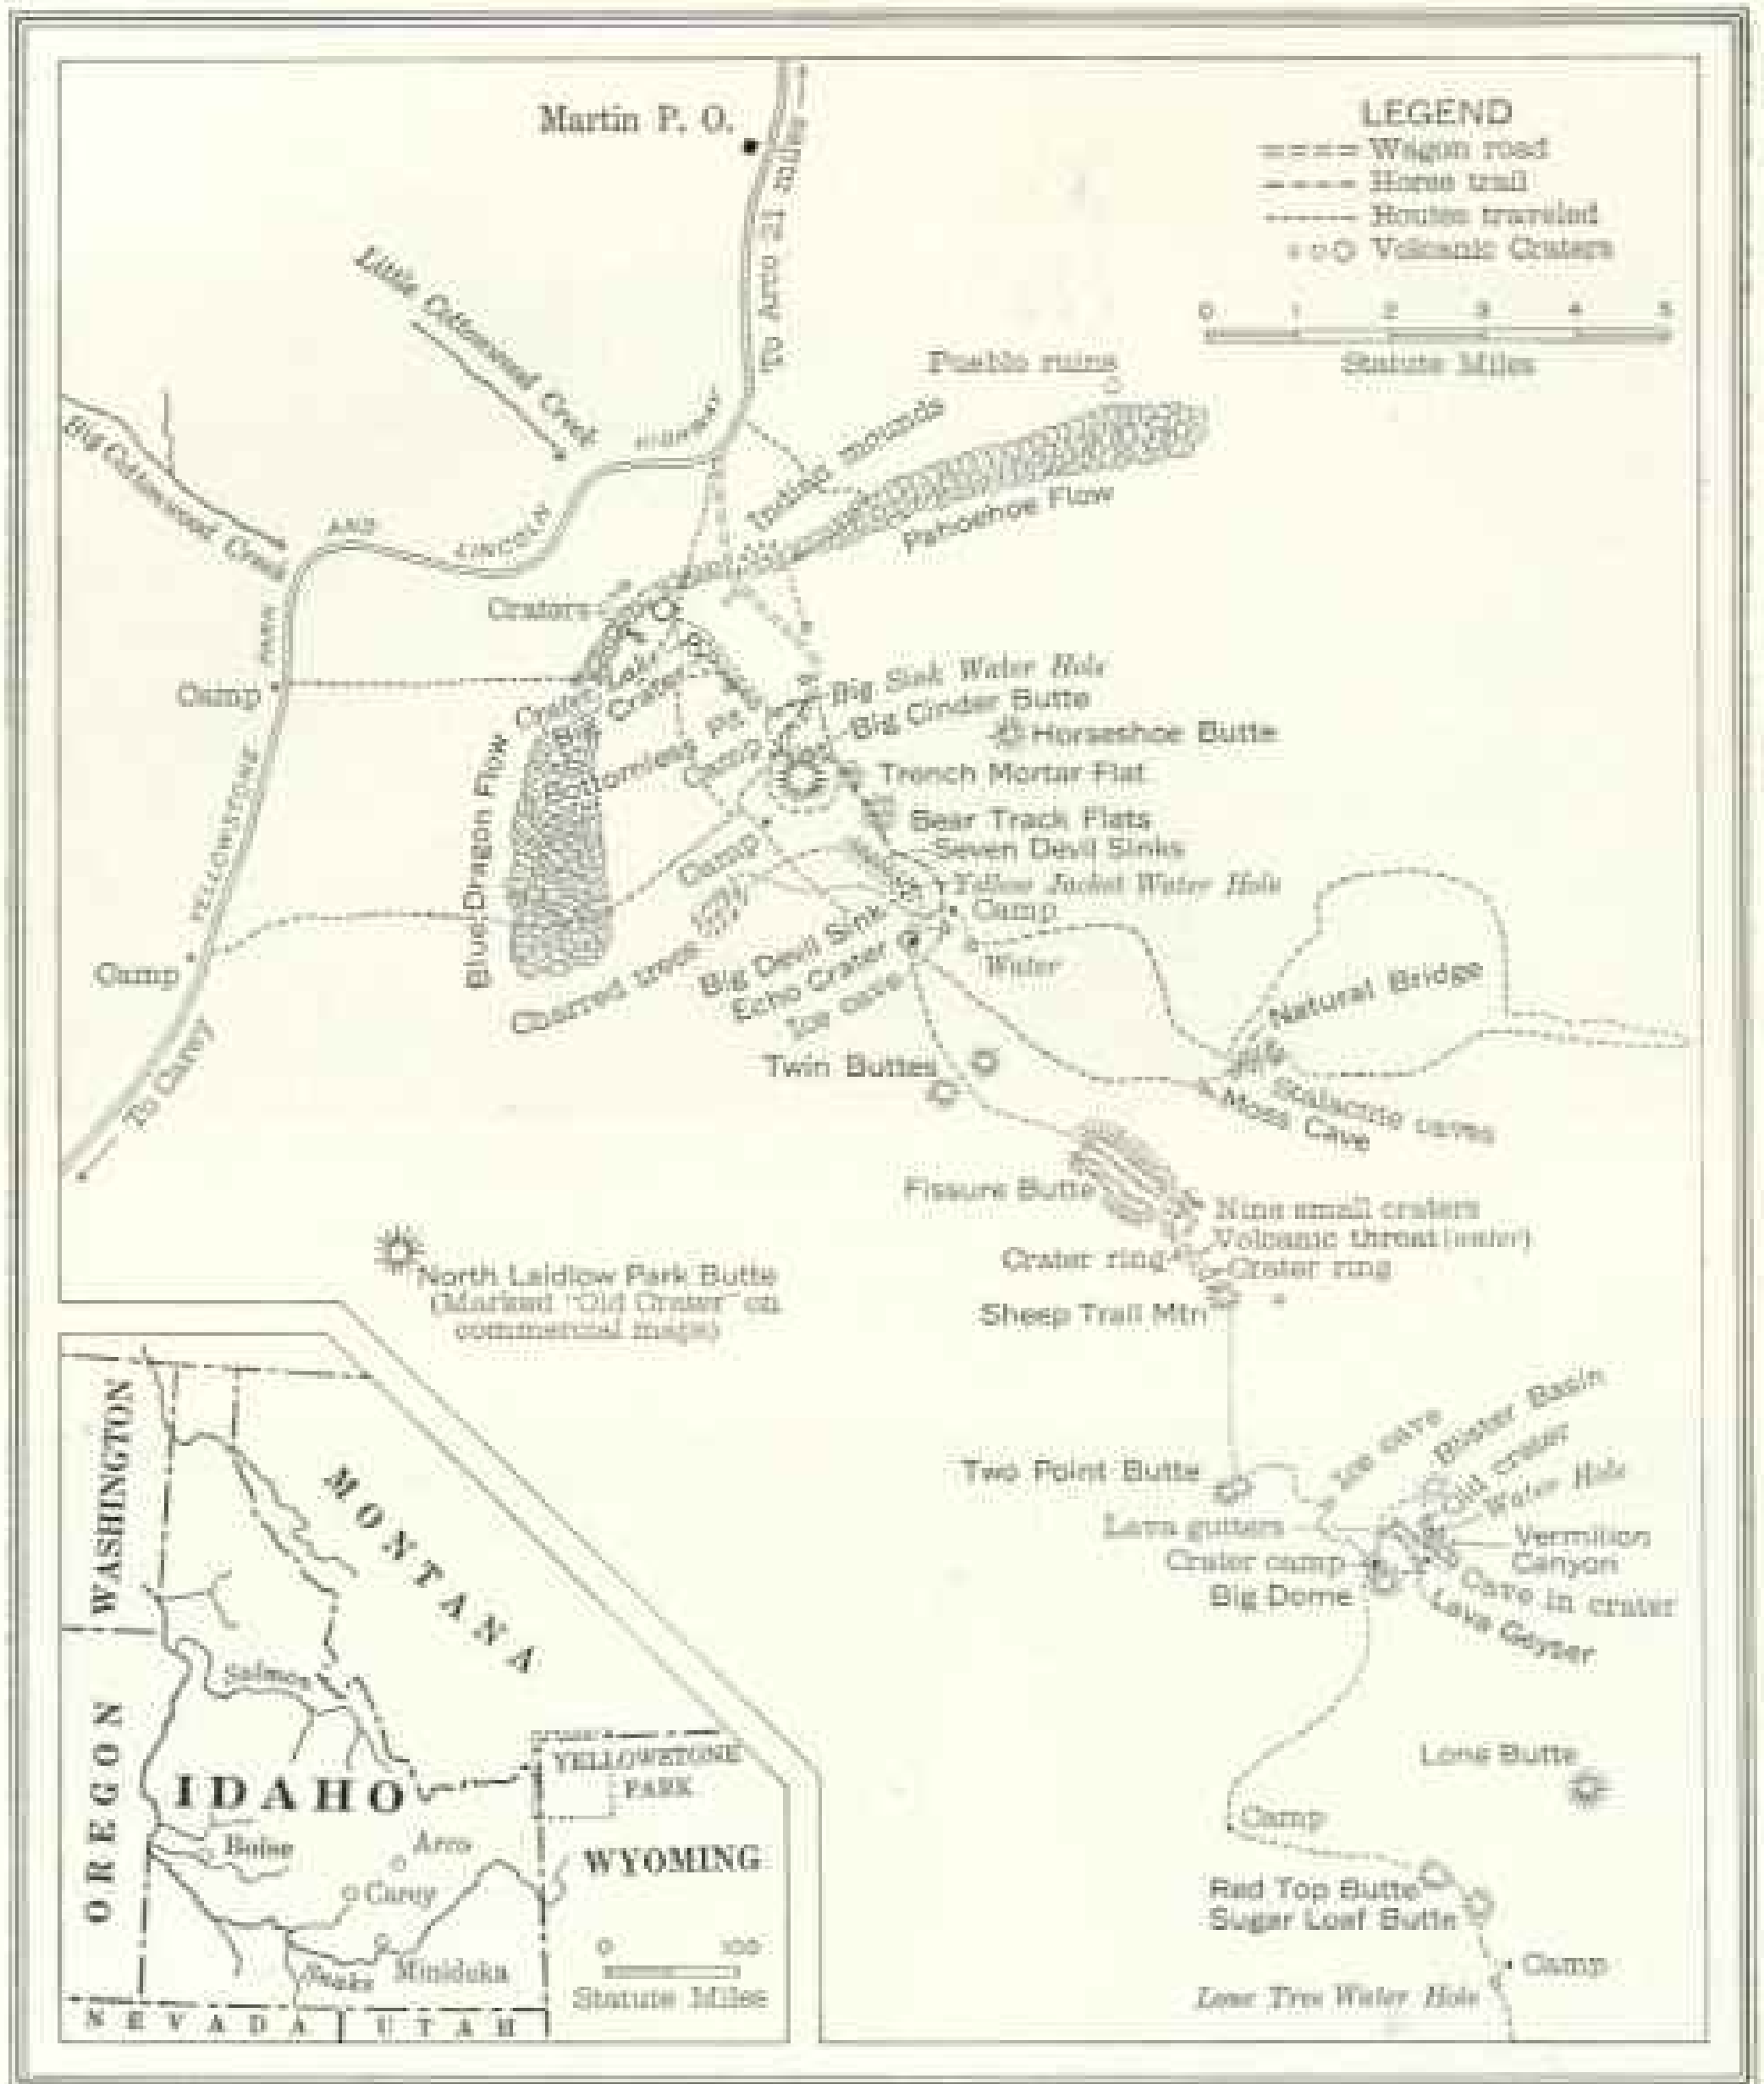 Martin P. O.
To Arco 21 miles
LEGEND
Wagon road
Horse trail
Routes traveled
Volcanic Craters
0 1 2 3 4 5
Statute Miles
Little Cottonwood Creek
Big Cottonwood Creek
Pueblo ruins
Indian mounds
Pahoehoe Flow
HIGHWAY
LINCOLN
AND
PARK
YELLOWSTONE
Craters
Lake
Crater
Crater
Pit
Camp
Camp
Big Sink Water Hole
Big Cinder Butte
Horseshoe Butte
Trench Mortar Flat
Bear Track Flats
Seven Devil Sinks
Yellow Jacket Water Hole
Camp
Camp
Blue Dragon Flow
Charred trees
Big Devil Sink
Echo Crater
Ice cave
Water
Camp
To Carey
Natural Bridge
Stalactite caves
Moss Cave
Twin Buttes
Fissure Butte
Nine small craters
Volcanic throat (water)
Crater ring
Crater ring
Sheep Trail Mtn
North Laidlow Park Butte
(Marked "Old Crater" on
commercial maps)
Two Point Butte
Ice cave
Blister Basin
Old crater
Water Hole
Lava gutters
Vermilion
Canyon
Crater camp
Big Dome
Cave in crater
Lava Geyser
Lone Butte
Camp
Red Top Butte
Sugar Loaf Butte
Camp
Lone Tree Water Hole
WASHINGTON
MONTANA
OREGON
Salmon
IDAHO
YELLOWSTONE
PARK
Boise
Arco
WYOMING
Carey
Snake
Minidoka
0 100
Statute Miles
NEVADA
UTAH